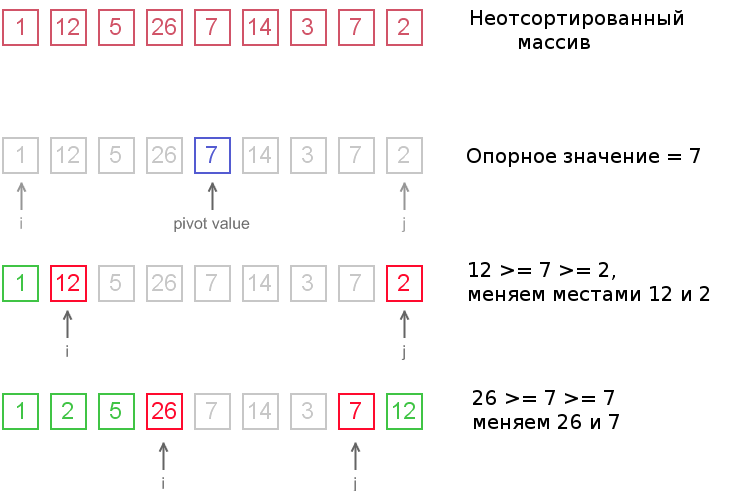 1 12 5 26 7 14 3 7 2
Неотсортированный
массив
1 12 5 26 7 14 3 7 2
Опорное значение = 7
i pivot value j
1 12 5 26 7 14 3 7 2
12 >= 7 >= 2,
меняем местами 12 и 2
i j
1 2 5 26 7 14 3 7 12
26 >= 7 >= 7
меняем 26 и 7
i j